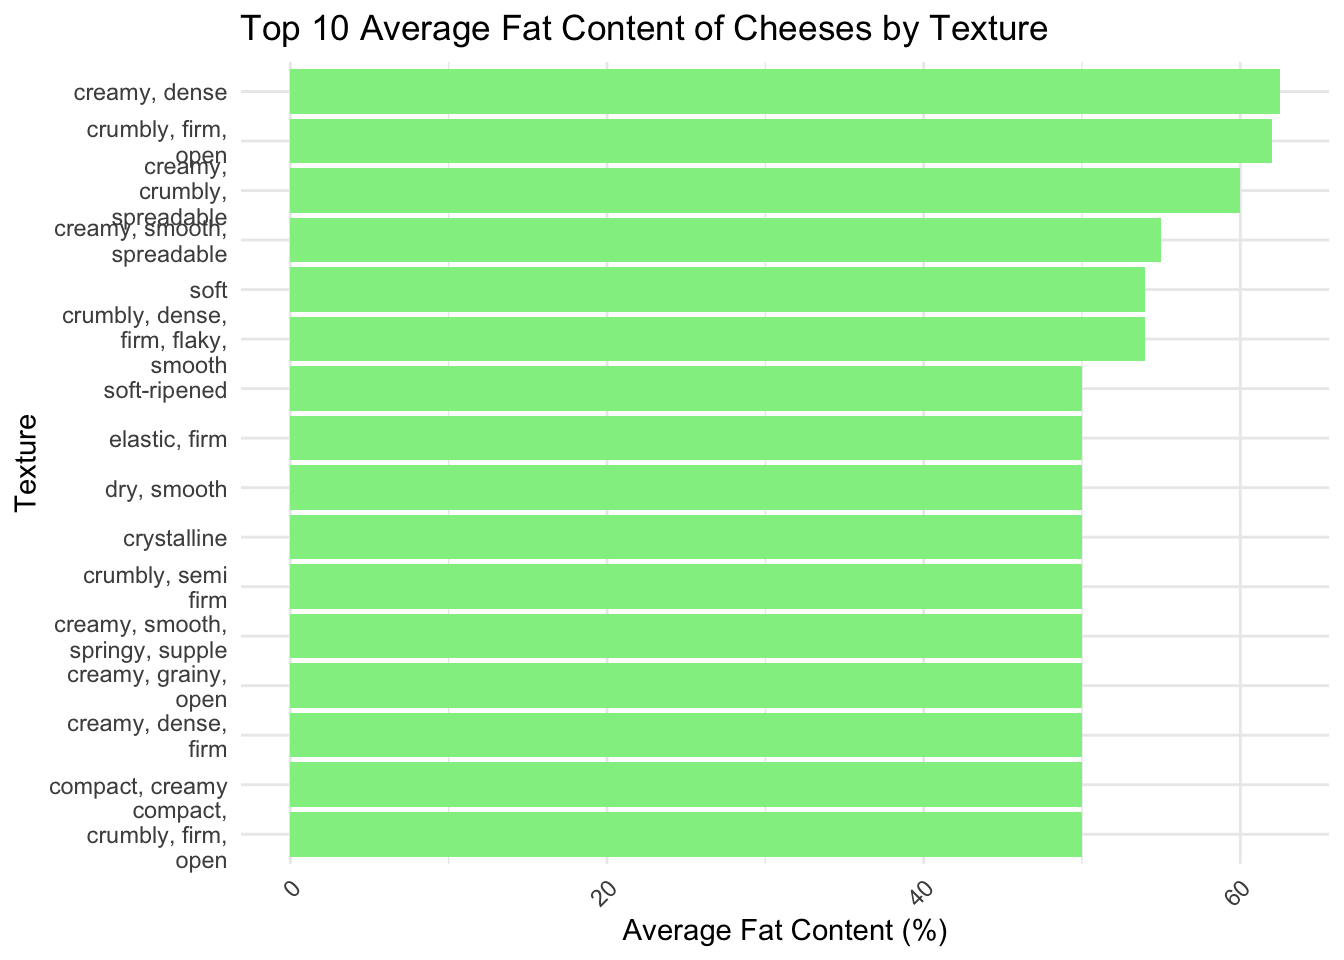 Top 10 Average Fat Content of Cheeses by Texture
creamy, dense
crumbly, firm,
open
creamy,
crumbly,
spreadable
creamy, smooth,
spreadable
soft
crumbly, dense,
firm, flaky,
smooth
soft-ripened
elastic, firm
dry, smooth
crystalline
crumbly, semi
firm
creamy, smooth,
springy, supple
creamy, grainy,
open
creamy, dense,
firm
compact, creamy
compact,
crumbly, firm,
open
Texture
0
20
40
60
Average Fat Content (%)